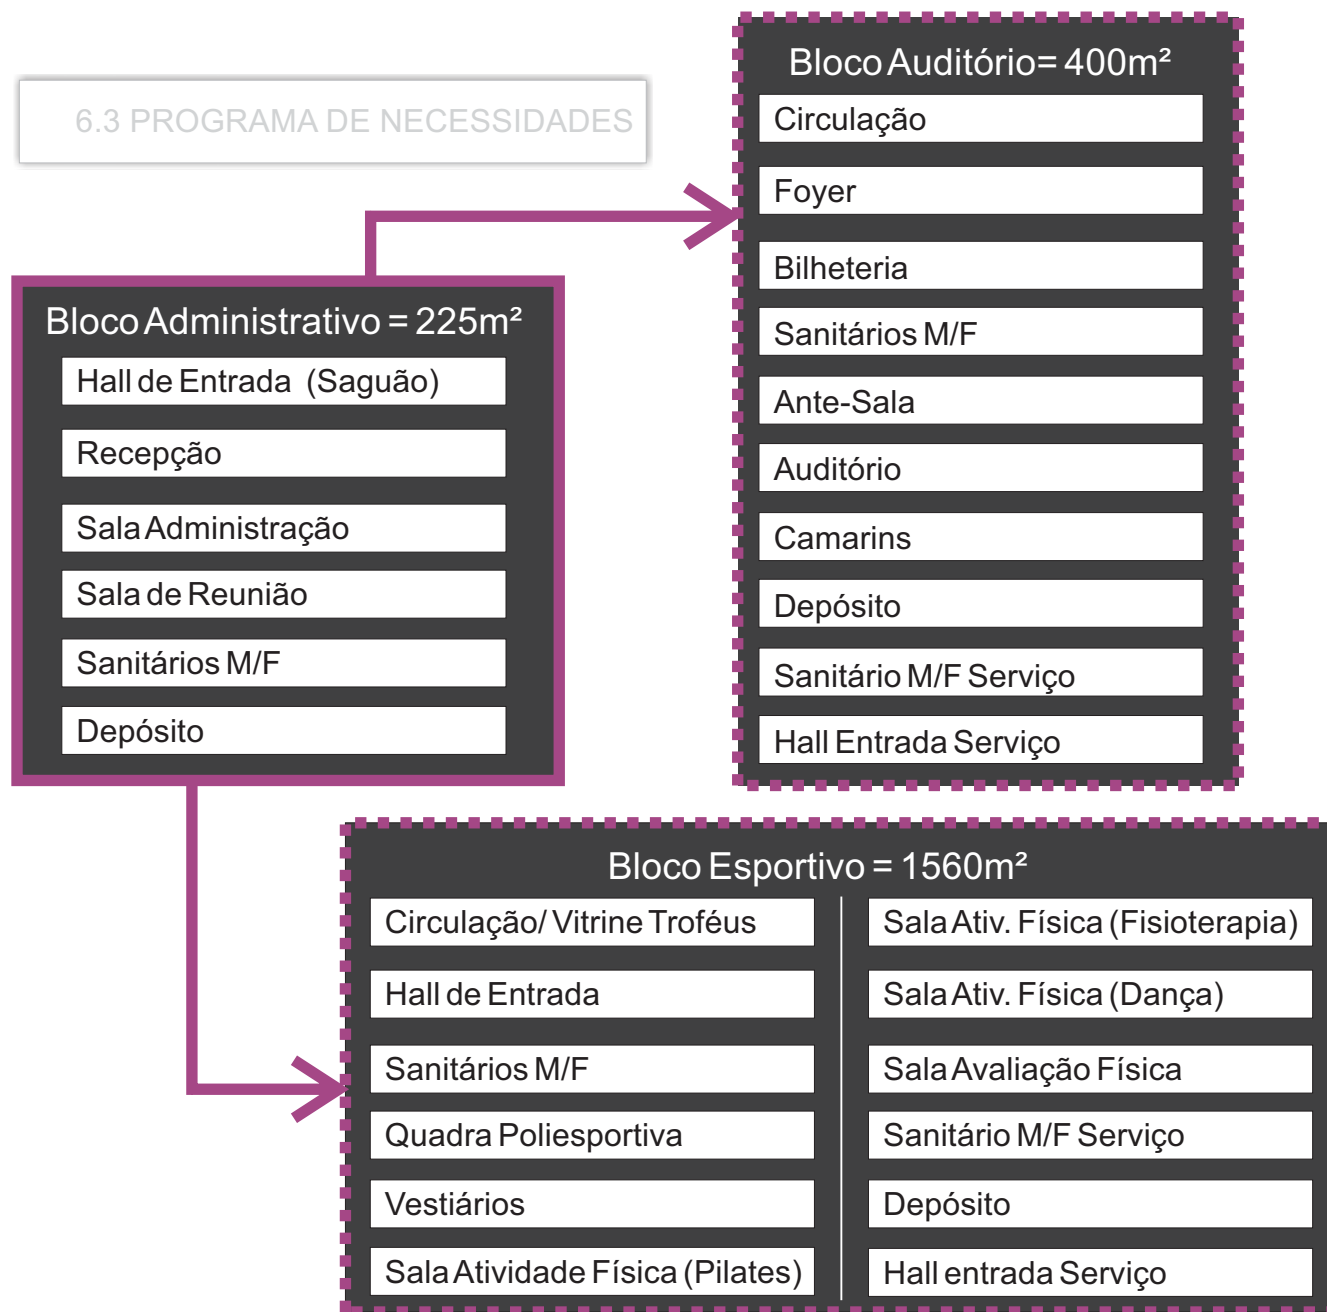 6.3 PROGRAMA DE NECESSIDADES
Bloco Administrativo = 225m²
Hall de Entrada (Saguão)
Recepção
Sala Administração
Sala de Reunião
Sanitários M/F
Depósito
Bloco Auditório= 400m²
Circulação
Foyer
Bilheteria
Sanitários M/F
Ante-Sala
Auditório
Camarins
Depósito
Sanitário M/F Serviço
Hall Entrada Serviço
Bloco Esportivo = 1560m²
Circulação/ Vitrine Troféus
Hall de Entrada
Sanitários M/F
Quadra Poliesportiva
Vestiários
Sala Atividade Física (Pilates)
Sala Ativ. Física (Fisioterapia)
Sala Ativ. Física (Dança)
Sala Avaliação Física
Sanitário M/F Serviço
Depósito
Hall entrada Serviço